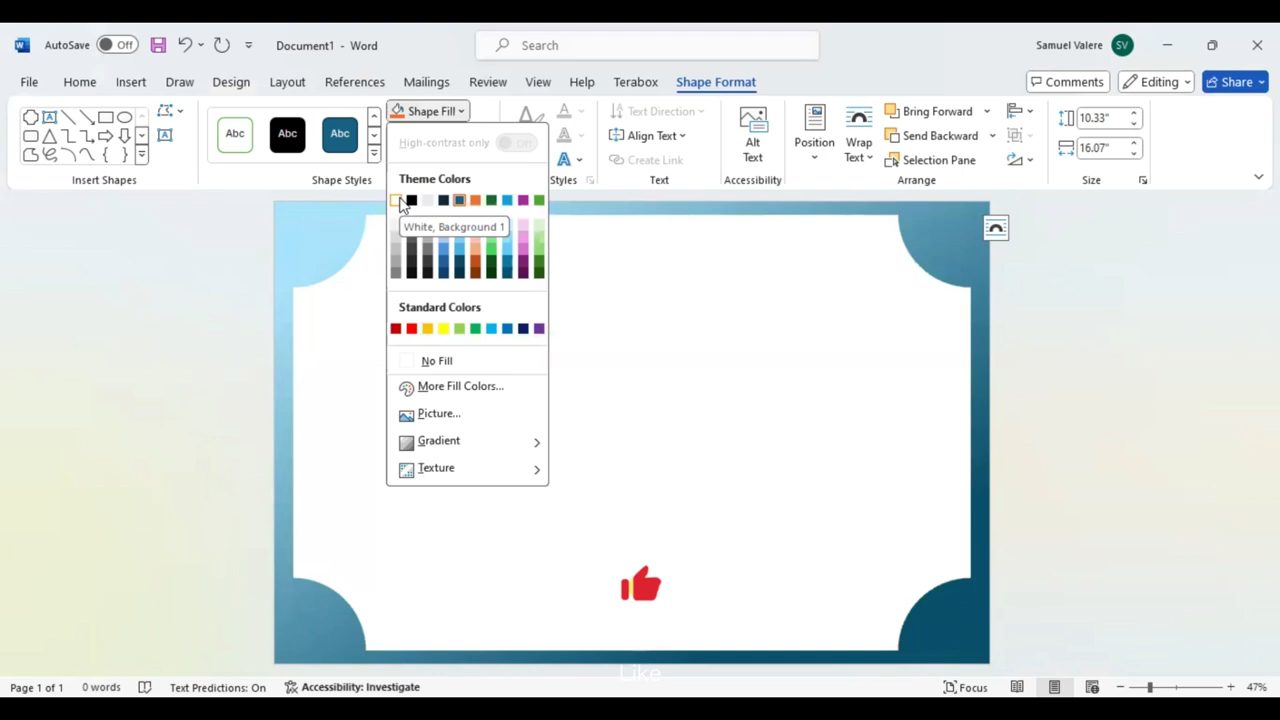 AutoSave Off Document1 - Word Search Samuel Valere SV
File Home Insert Draw Design Layout References Mailings Review View Help Terabox Shape Format Comments Editing Share
Abc Abc Abc
Shape Fill
Text Direction
Align Text
Create Link
Alt Text
Position
Wrap Text
Bring Forward
Send Backward
Selection Pane
10.33"
16.07"
Insert Shapes Shape Styles Styles Text Accessibility Arrange Size
High-contrast only Off
Theme Colors
White, Background 1
Standard Colors
No Fill
More Fill Colors...
Picture...
Gradient
Texture
Like
Page 1 of 1 0 words Text Predictions: On Accessibility: Investigate Focus 47%